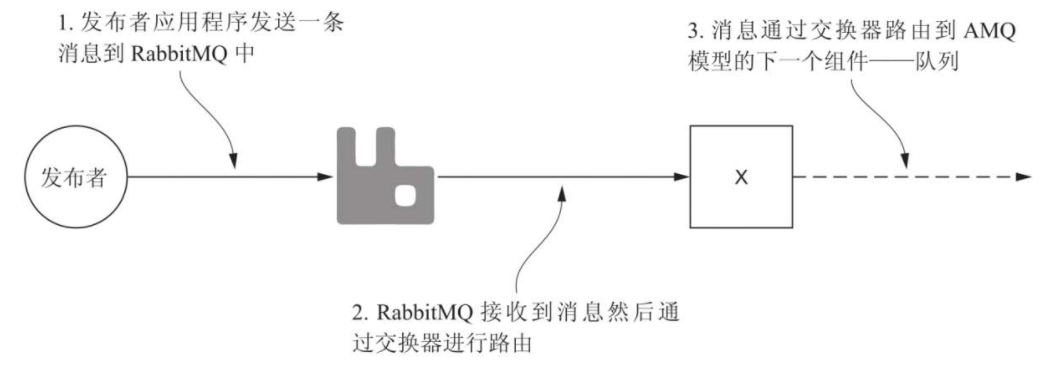 1. 发布者应用程序发送一条
消息到 RabbitMQ 中
3. 消息通过交换器路由到 AMQ
模型的下一个组件——队列
发布者
X
2. RabbitMQ 接收到消息然后通
过交换器进行路由